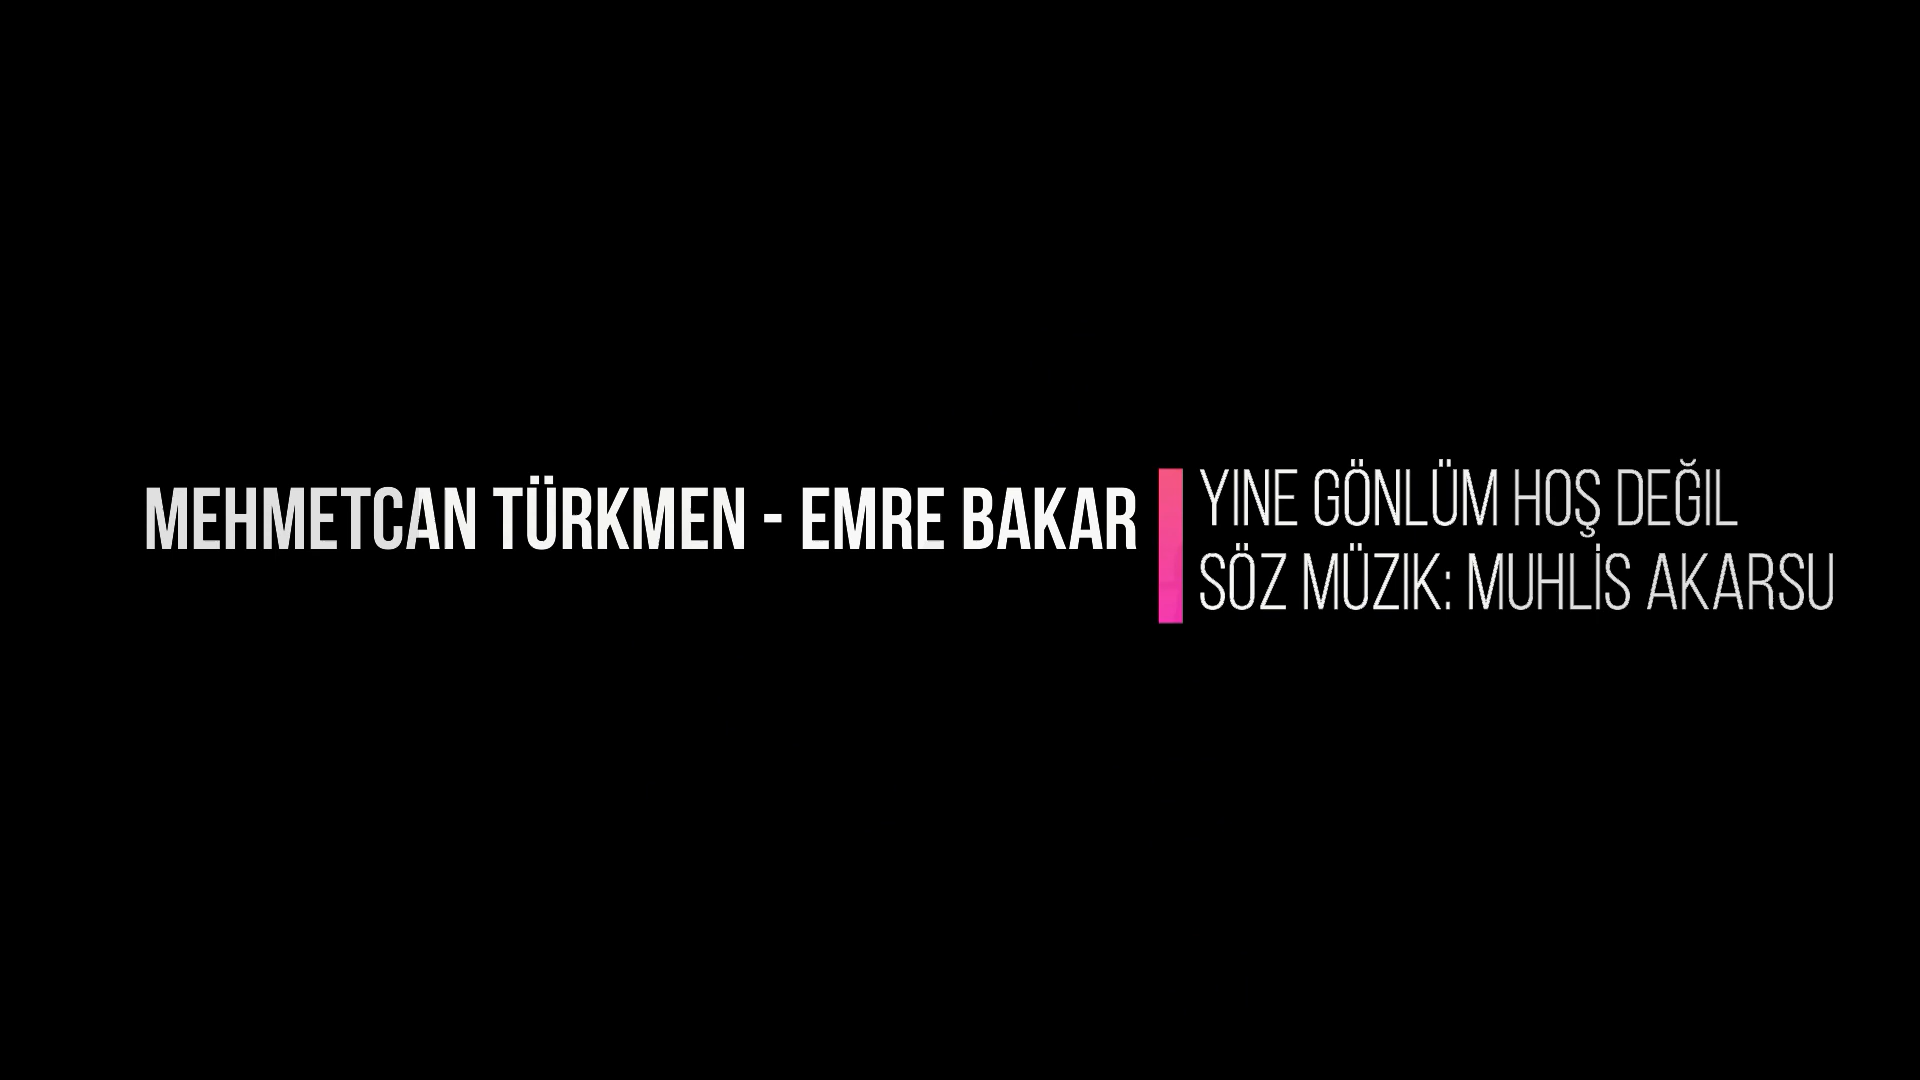 MEHMETCAN TÜRKMEN - EMRE BAKAR
YINE GÖNLÜM HOŞ DEĞIL
SÖZ MÜZIK: MUHLİS AKARSU